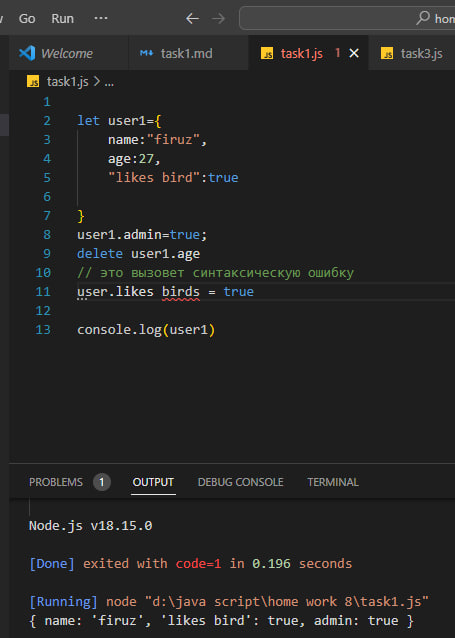 Go Run ··· ← → hom
Welcome task1.md task1.js 1 × task3.js
task1.js > ...
1
2 let user1={
3 name:"firuz",
4 age:27,
5 "likes bird":true
6
7 }
8 user1.admin=true;
9 delete user1.age
10 // это вызовет синтаксическую ошибку
11 user.likes birds = true
12
13 console.log(user1)
PROBLEMS 1 OUTPUT DEBUG CONSOLE TERMINAL
Node.js v18.15.0
[Done] exited with code=1 in 0.196 seconds
[Running] node "d:\java script\home work 8\task1.js"
{ name: 'firuz', 'likes bird': true, admin: true }